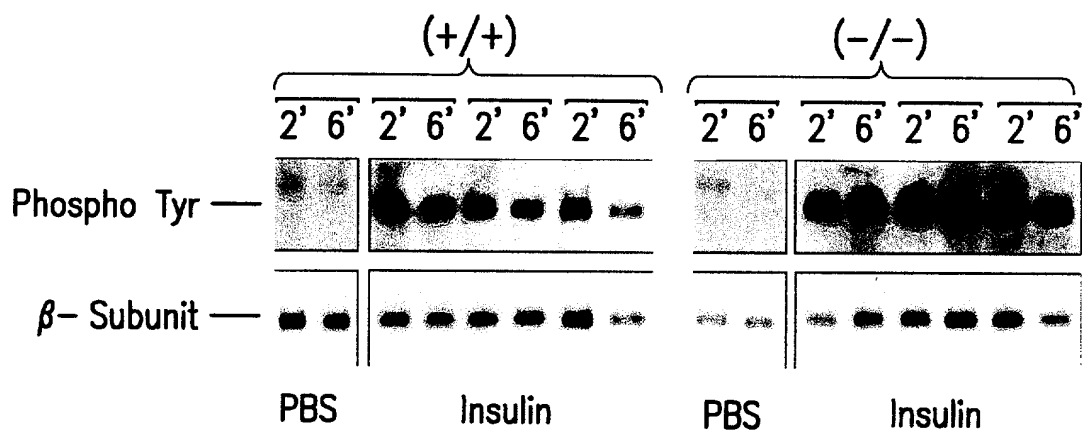 (+/+) (-/-)
2' 6' 2' 6' 2' 6' 2' 6' 2' 6' 2' 6' 2' 6' 2' 6'
Phospho Tyr
β- Subunit
PBS Insulin PBS Insulin